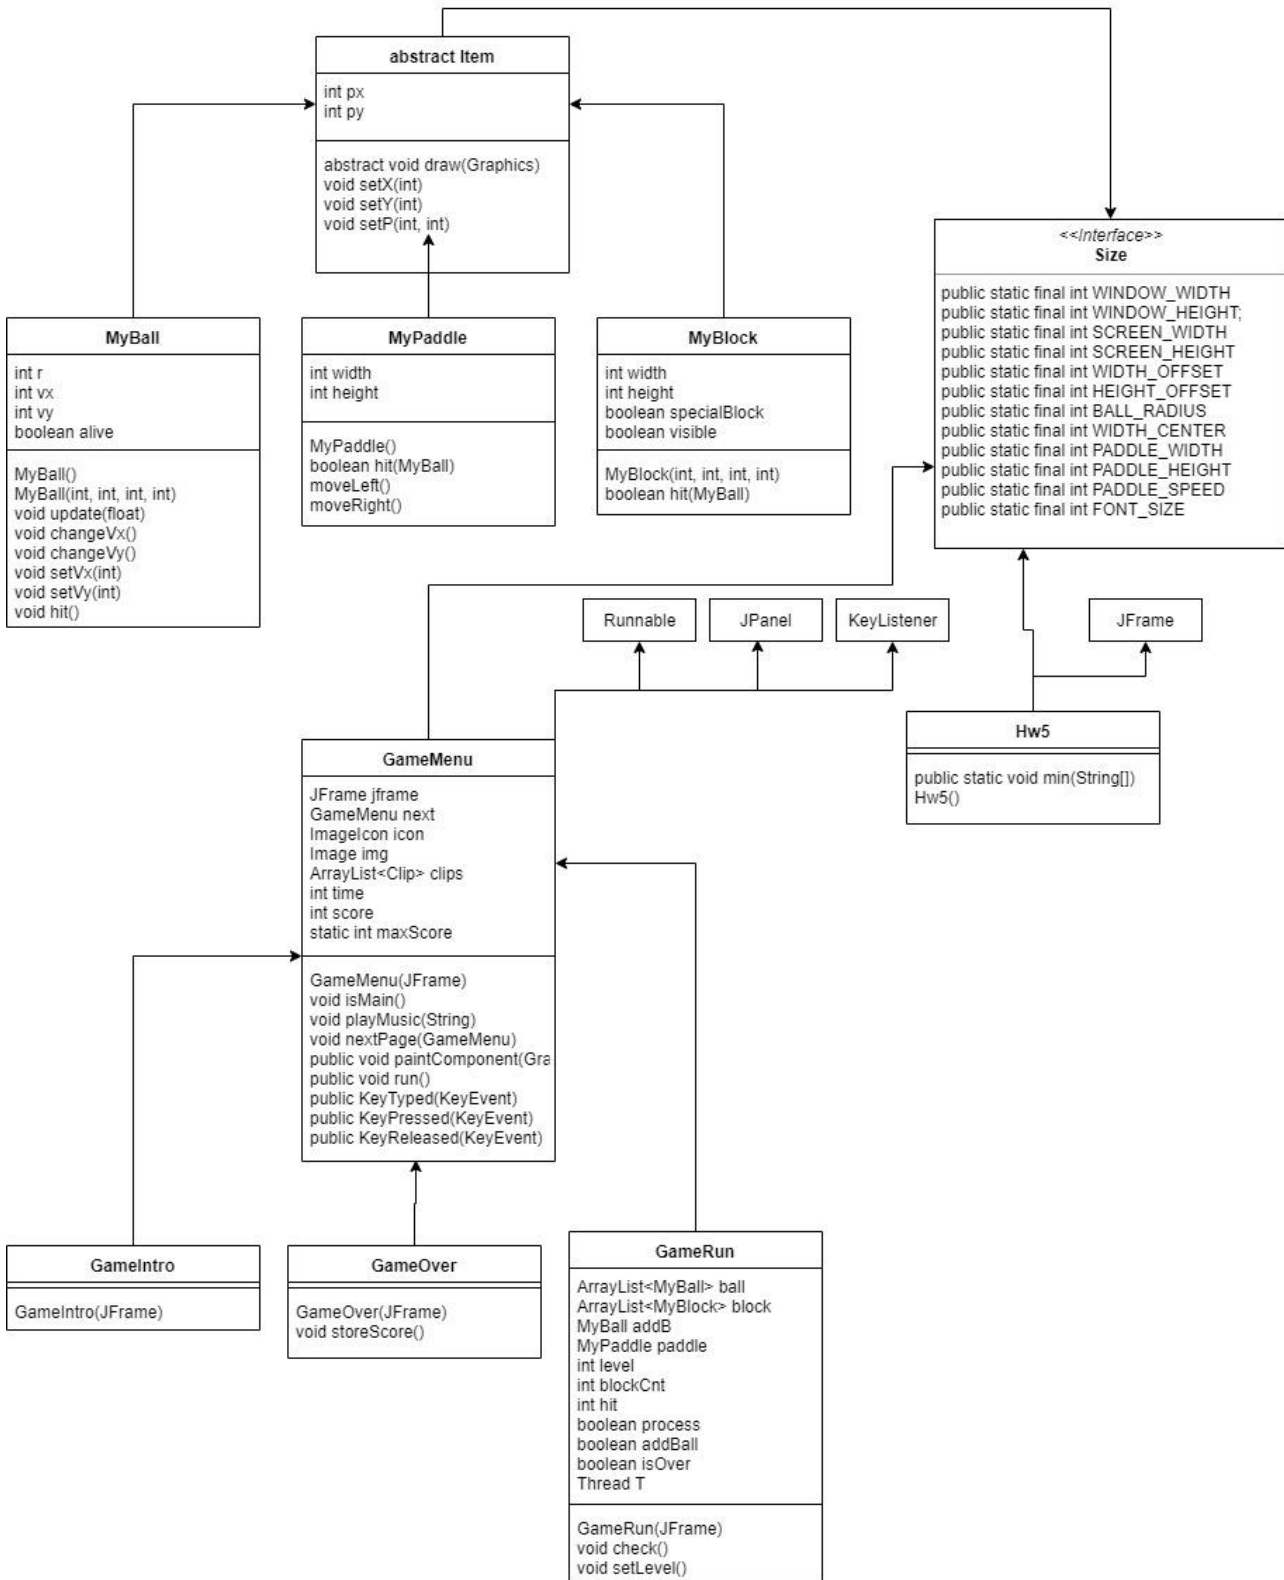 abstract Item
int px
int py
abstract void draw(Graphics)
void setX(int)
void setY(int)
void setP(int, int)
<<Interface>>
Size
public static final int WINDOW_WIDTH
public static final int WINDOW_HEIGHT;
public static final int SCREEN_WIDTH
public static final int SCREEN_HEIGHT
public static final int WIDTH_OFFSET
public static final int HEIGHT_OFFSET
public static final int BALL_RADIUS
public static final int WIDTH_CENTER
public static final int PADDLE_WIDTH
public static final int PADDLE_HEIGHT
public static final int PADDLE_SPEED
public static final int FONT_SIZE
MyBall
int r
int vx
int vy
boolean alive
MyBall()
MyBall(int, int, int, int)
void update(float)
void changeVx()
void changeVy()
void setVx(int)
void setVy(int)
void hit()
MyPaddle
int width
int height
MyPaddle()
boolean hit(MyBall)
moveLeft()
moveRight()
MyBlock
int width
int height
boolean specialBlock
boolean visible
MyBlock(int, int, int, int)
boolean hit(MyBall)
Runnable
JPanel
KeyListener
JFrame
Hw5
public static void min(String[])
Hw5()
GameMenu
JFrame jframe
GameMenu next
ImageIcon icon
Image img
ArrayList<Clip> clips
int time
int score
static int maxScore
GameMenu(JFrame)
void isMain()
void playMusic(String)
void nextPage(GameMenu)
public void paintComponent(Gra
public void run()
public KeyTyped(KeyEvent)
public KeyPressed(KeyEvent)
public KeyReleased(KeyEvent)
GameIntro
GameIntro(JFrame)
GameOver
GameOver(JFrame)
void storeScore()
GameRun
ArrayList<MyBall> ball
ArrayList<MyBlock> block
MyBall addB
MyPaddle paddle
int level
int blockCnt
int hit
boolean process
boolean addBall
boolean isOver
Thread T
GameRun(JFrame)
void check()
void setLevel()